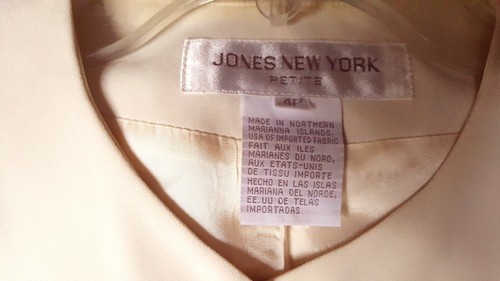 JONES NEW YORK
PETITE
4P
MADE IN NORTHERN
MARIANNA ISLANDS,
USA OF IMPORTED FABRIC
FAIT AUX ILES
MARIANES DU NORD,
AUX ETATS-UNIS
DE TISSU IMPORTE
HECHO EN LAS ISLAS
MARIANA DEL NORDE,
EE.UU DE TELAS
IMPORTADAS